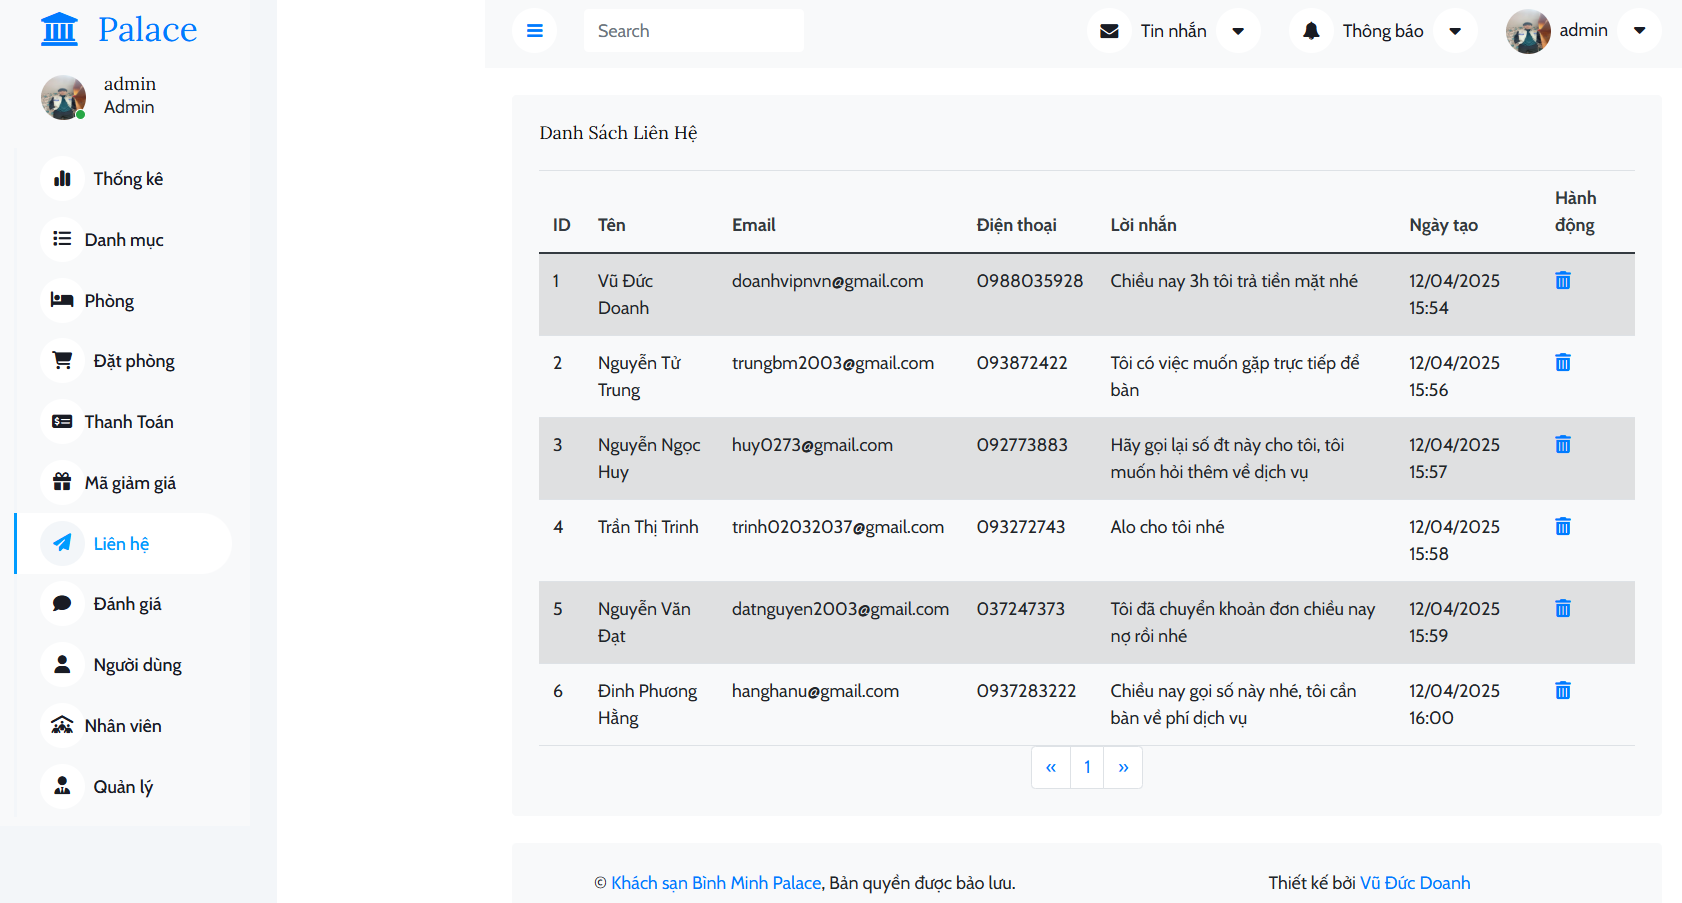 Palace
admin
Admin
Thống kê
Danh mục
Phòng
Đặt phòng
Thanh Toán
Mã giảm giá
Liên hệ
Đánh giá
Người dùng
Nhân viên
Quản lý
Search
Tin nhắn
Thông báo
admin
Danh Sách Liên Hệ
ID Tên Email Điện thoại Lời nhắn Ngày tạo Hành
động
1 Vũ Đức doanhvipnvn@gmail.com 0988035928 Chiều nay 3h tôi trả tiền mặt nhé 12/04/2025
Doanh 15:54
2 Nguyễn Tử trungbm2003@gmail.com 093872422 Tôi có việc muốn gặp trực tiếp để 12/04/2025
Trung bàn 15:56
3 Nguyễn Ngọc huy0273@gmail.com 092773883 Hãy gọi lại số đt này cho tôi, tôi 12/04/2025
Huy muốn hỏi thêm về dịch vụ 15:57
4 Trần Thị Trinh trinh02032037@gmail.com 093272743 Alo cho tôi nhé 12/04/2025
15:58
5 Nguyễn Văn datnguyen2003@gmail.com 037247373 Tôi đã chuyển khoản đơn chiều nay 12/04/2025
Đạt nợ rồi nhé 15:59
6 Đinh Phương hanghanu@gmail.com 0937283222 Chiều nay gọi số này nhé, tôi cần 12/04/2025
Hằng bàn về phí dịch vụ 16:00
« 1 »
© Khách sạn Bình Minh Palace, Bản quyền được bảo lưu.
Thiết kế bởi Vũ Đức Doanh